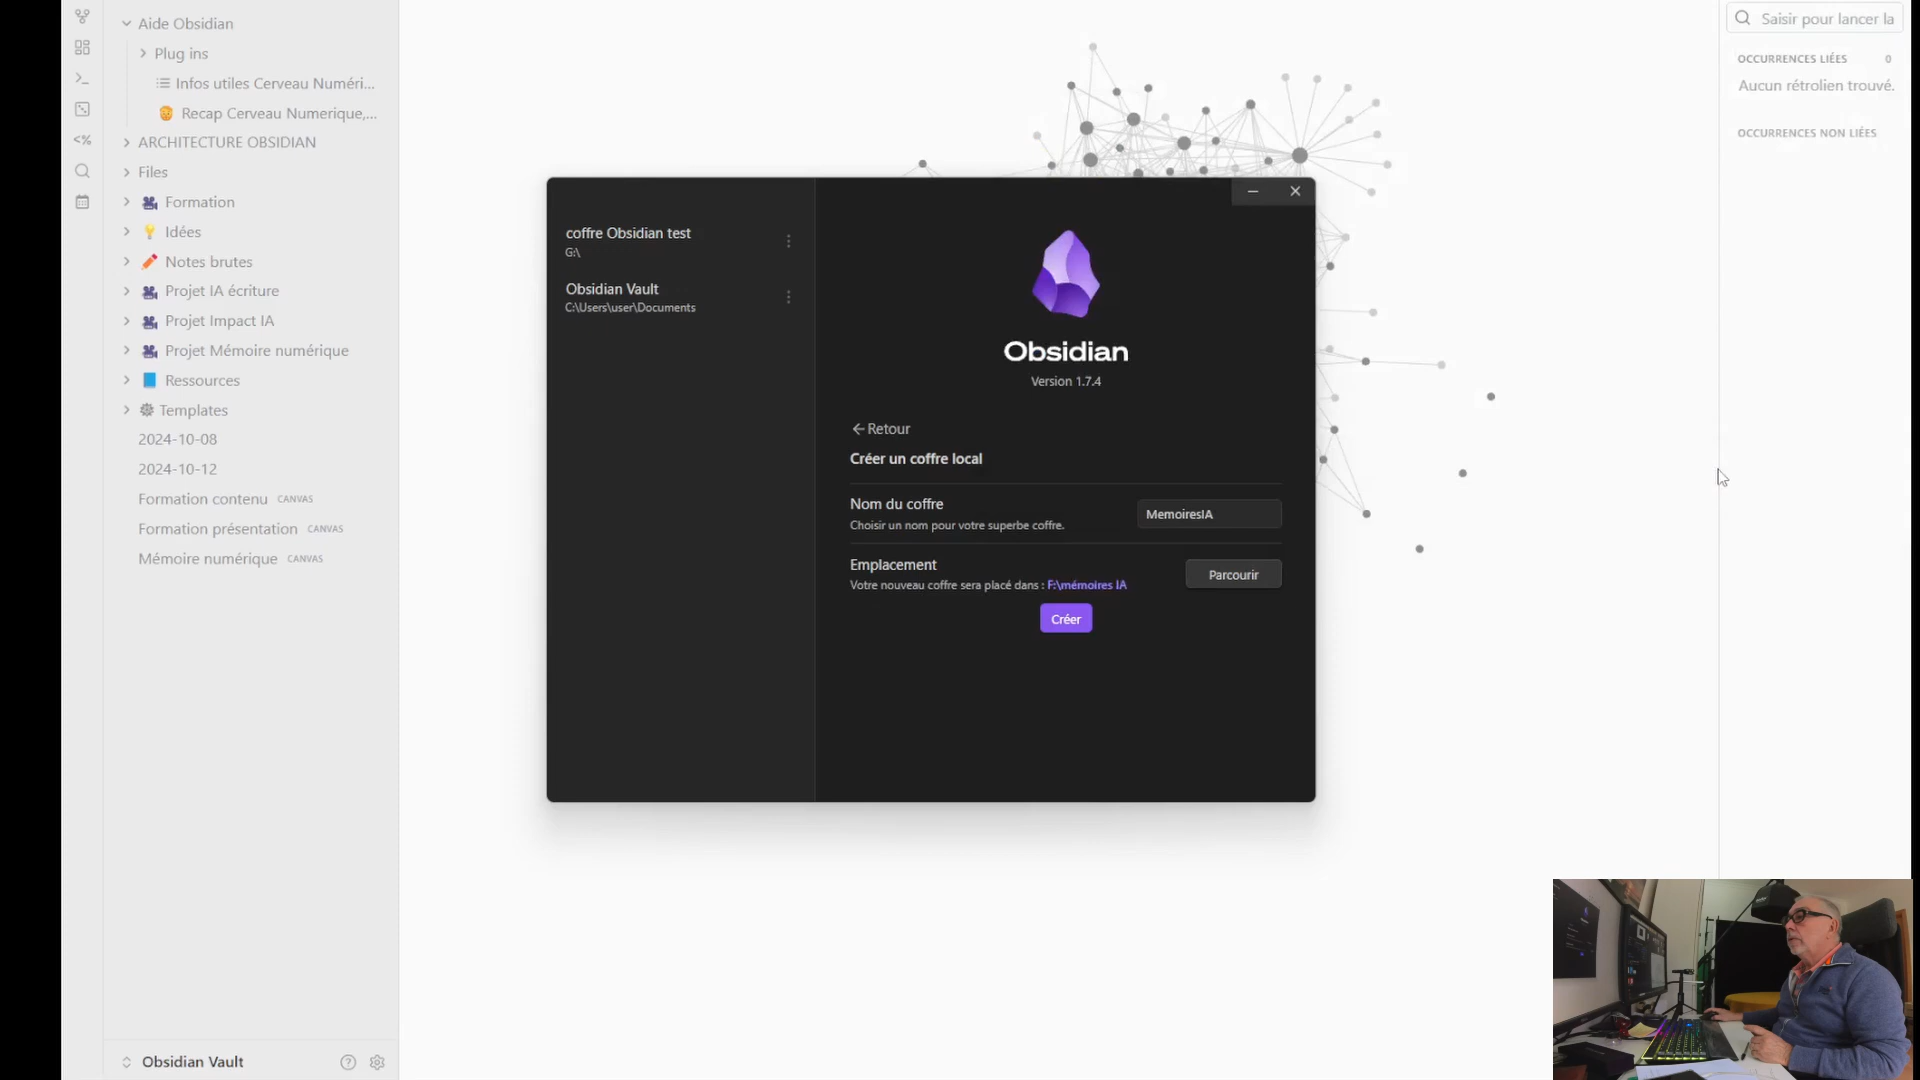 Aide Obsidian
Plug ins
Infos utiles Cerveau Numéri...
Recap Cerveau Numerique,...
ARCHITECTURE OBSIDIAN
Files
Formation
Idées
Notes brutes
Projet IA écriture
Projet Impact IA
Projet Mémoire numérique
Ressources
Templates
2024-10-08
2024-10-12
Formation contenu CANVAS
Formation présentation CANVAS
Mémoire numérique CANVAS
Obsidian Vault
coffre Obsidian test
G:\
Obsidian Vault
C:\Users\user\Documents
Obsidian
Version 1.7.4
Retour
Créer un coffre local
Nom du coffre
Choisir un nom pour votre superbe coffre.
MemoiresIA
Emplacement
Votre nouveau coffre sera placé dans : F:\mémoires IA
Parcourir
Créer
Saisir pour lancer la
OCCURRENCES LIÉES 0
Aucun rétrolien trouvé.
OCCURRENCES NON LIÉES